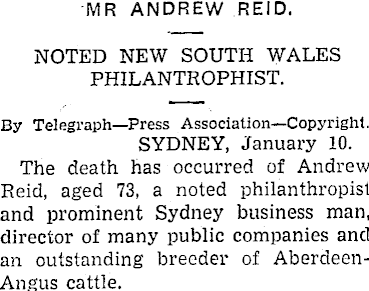 MR ANDREW REID.
NOTED NEW SOUTH WALES
PHILANTROPHIST.
By Telegraph—Press Association—Copyright.
SYDNEY, January 10.
The death has occurred of Andrew
Reid, aged 73, a noted philanthropist
and prominent Sydney business man,
director of many public companies and
an outstanding breeder of Aberdeen-
Angus cattle.